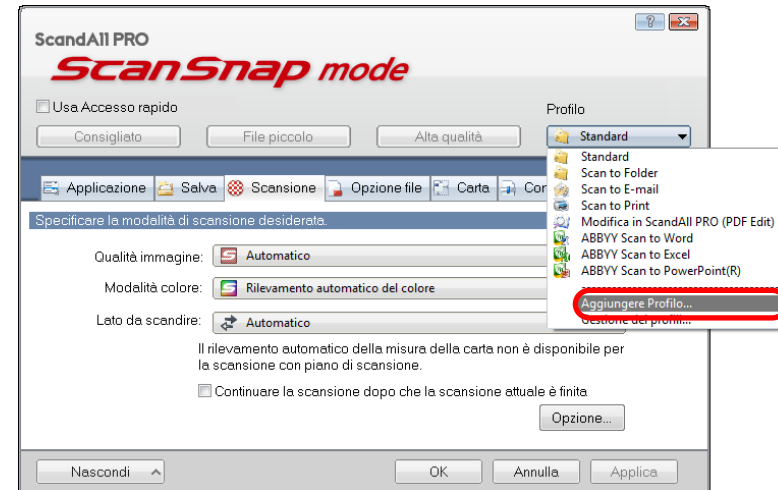 ScandAll PRO
ScanSnap mode
Usa Accesso rapido
Profilo
Consigliato
File piccolo
Alta qualità
Standard
Standard
Scan to Folder
Scan to E-mail
Scan to Print
Modifica in ScandAll PRO (PDF Edit)
ABBYY Scan to Word
ABBYY Scan to Excel
ABBYY Scan to PowerPoint(R)
Aggiungere Profilo...
Gestione dei profili...
Applicazione
Salva
Scansione
Opzione file
Carta
Specificare la modalità di scansione desiderata.
Qualità immagine:
Automatico
Modalità colore:
Rilevamento automatico del colore
Lato da scandire:
Automatico
Il rilevamento automatico della misura della carta non è disponibile per
la scansione con piano di scansione.
Continuare la scansione dopo che la scansione attuale è finita
Opzione...
Nascondi
OK
Annulla
Applica